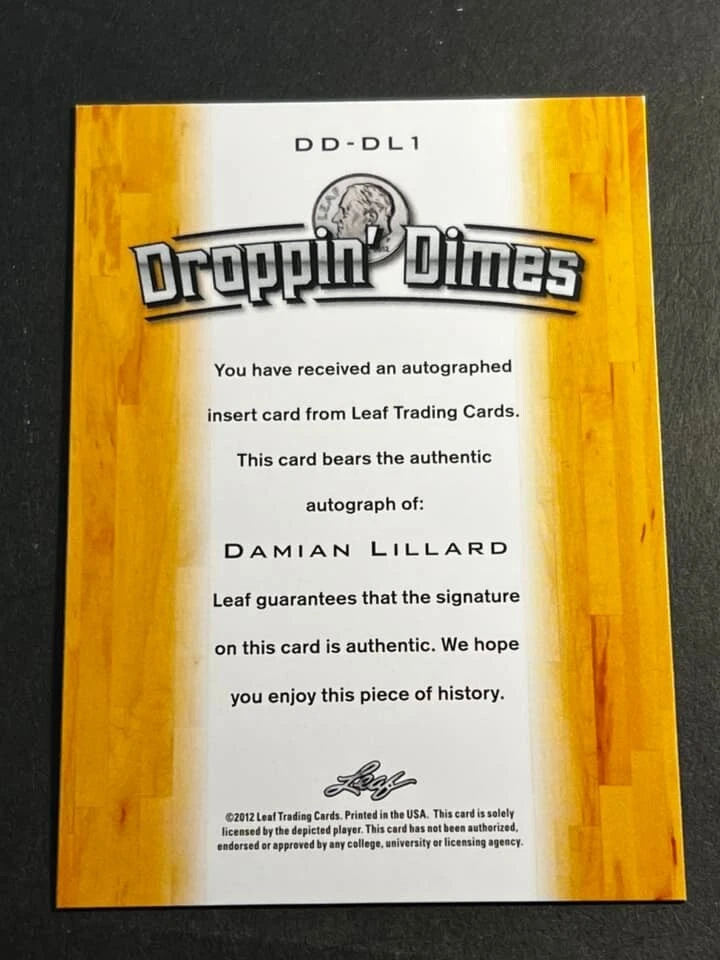 DD-DL1
LEAF
2012
Droppin' Dimes
You have received an autographed
insert card from Leaf Trading Cards.
This card bears the authentic
autograph of:
DAMIAN LILLARD
Leaf guarantees that the signature
on this card is authentic. We hope
you enjoy this piece of history.
Leaf
©2012 Leaf Trading Cards. Printed in the USA. This card is solely
licensed by the depicted player. This card has not been authorized,
endorsed or approved by any college, university or licensing agency.